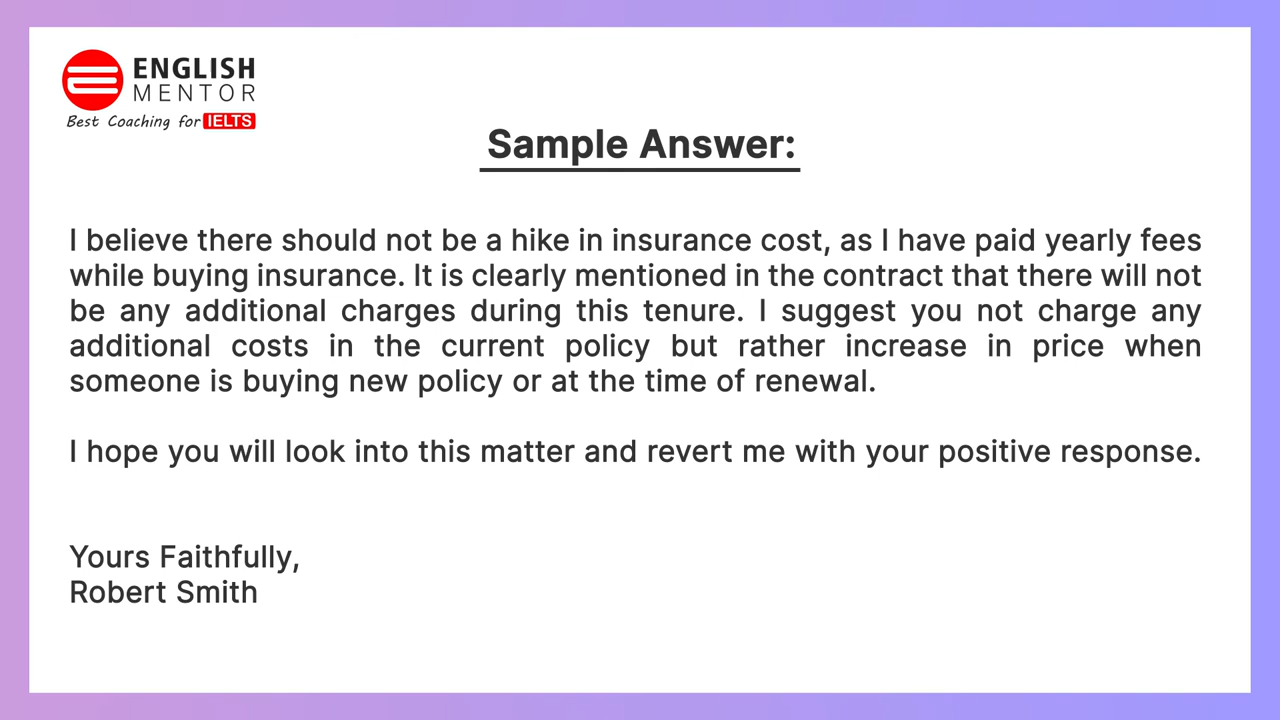 ENGLISH
MENTOR
Best Coaching for IELTS
Sample Answer:
I believe there should not be a hike in insurance cost, as I have paid yearly fees
while buying insurance. It is clearly mentioned in the contract that there will not
be any additional charges during this tenure. I suggest you not charge any
additional costs in the current policy but rather increase in price when
someone is buying new policy or at the time of renewal.
I hope you will look into this matter and revert me with your positive response.
Yours Faithfully,
Robert Smith